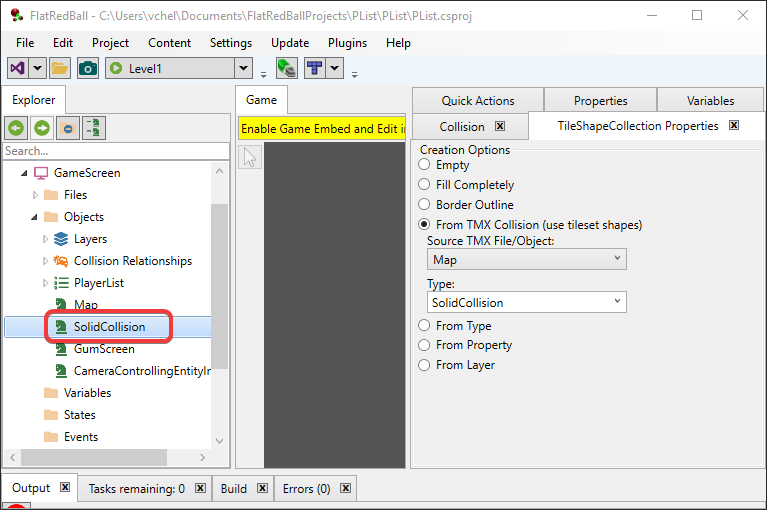 FlatRedBall - C:\Users\vchel\Documents\FlatRedBallProjects\PList\PList\PList.csproj
File Edit Project Content Settings Update Plugins Help
Level1
Explorer
Search...
GameScreen
Files
Objects
Layers
Collision Relationships
PlayerList
Map
SolidCollision
GumScreen
CameraControllingEntityIn
Variables
States
Events
Game
Enable Game Embed and Edit in
Quick Actions Properties Variables
Collision TileShapeCollection Properties
Creation Options
Empty
Fill Completely
Border Outline
From TMX Collision (use tileset shapes)
Source TMX File/Object:
Map
Type:
SolidCollision
From Type
From Property
From Layer
Output Tasks remaining: 0 Build Errors (0)